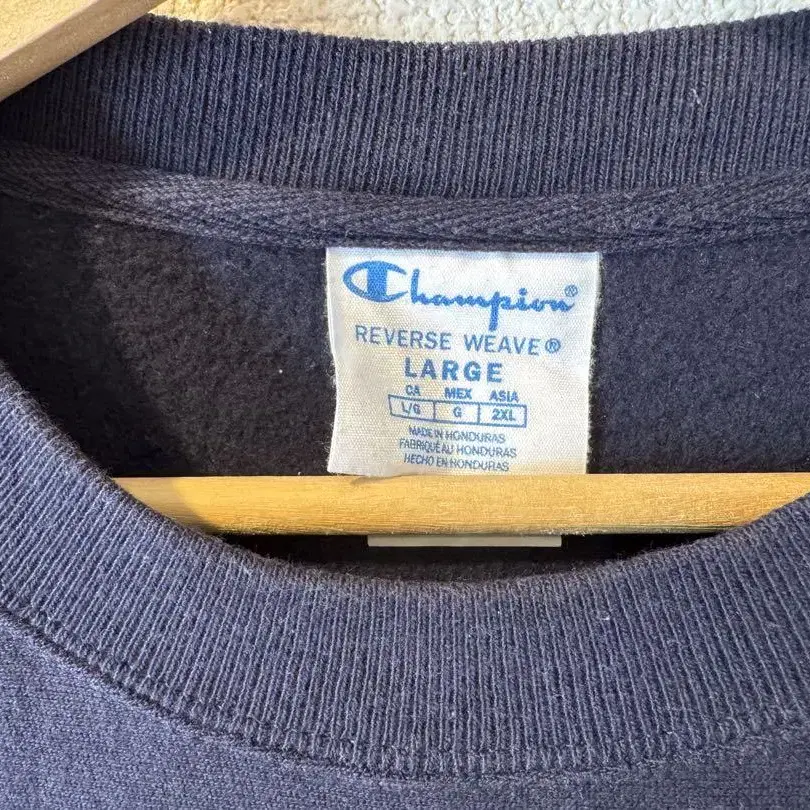 Champion®
REVERSE WEAVE®
LARGE
CA MEX ASIA
L/G G 2XL
MADE IN HONDURAS
FABRIQUÉ AU HONDURAS
HECHO EN HONDURAS